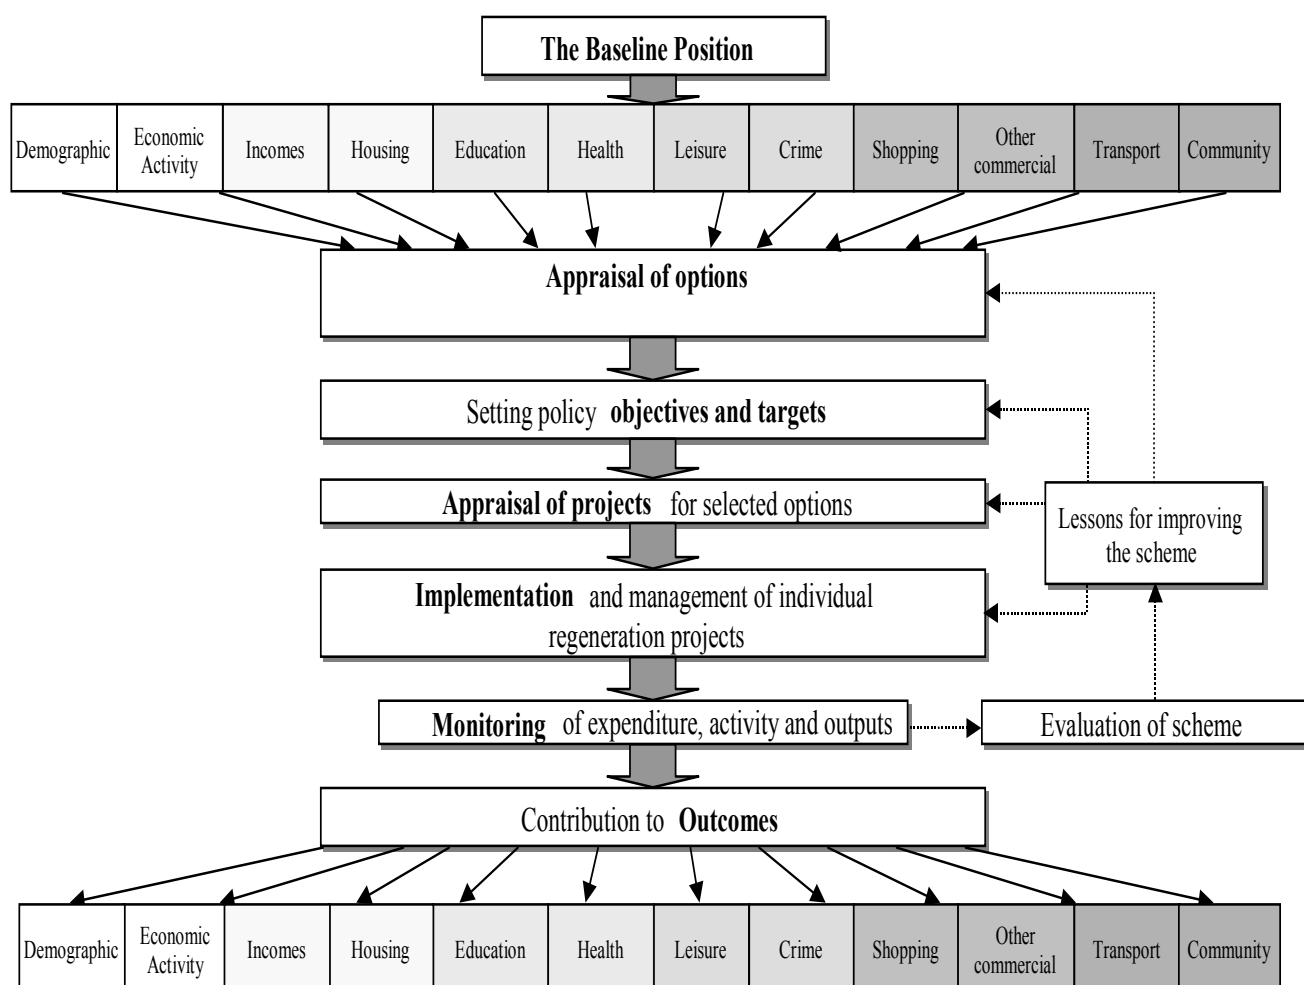 The Baseline Position
Demographic
Economic
Activity
Incomes
Housing
Education
Health
Leisure
Crime
Shopping
Other
commercial
Transport
Community
Appraisal of options
Setting policy objectives and targets
Appraisal of projects for selected options
Lessons for improving
the scheme
Implementation and management of individual
regeneration projects
Monitoring of expenditure, activity and outputs
Evaluation of scheme
Contribution to Outcomes
Demographic
Economic
Activity
Incomes
Housing
Education
Health
Leisure
Crime
Shopping
Other
commercial
Transport
Community